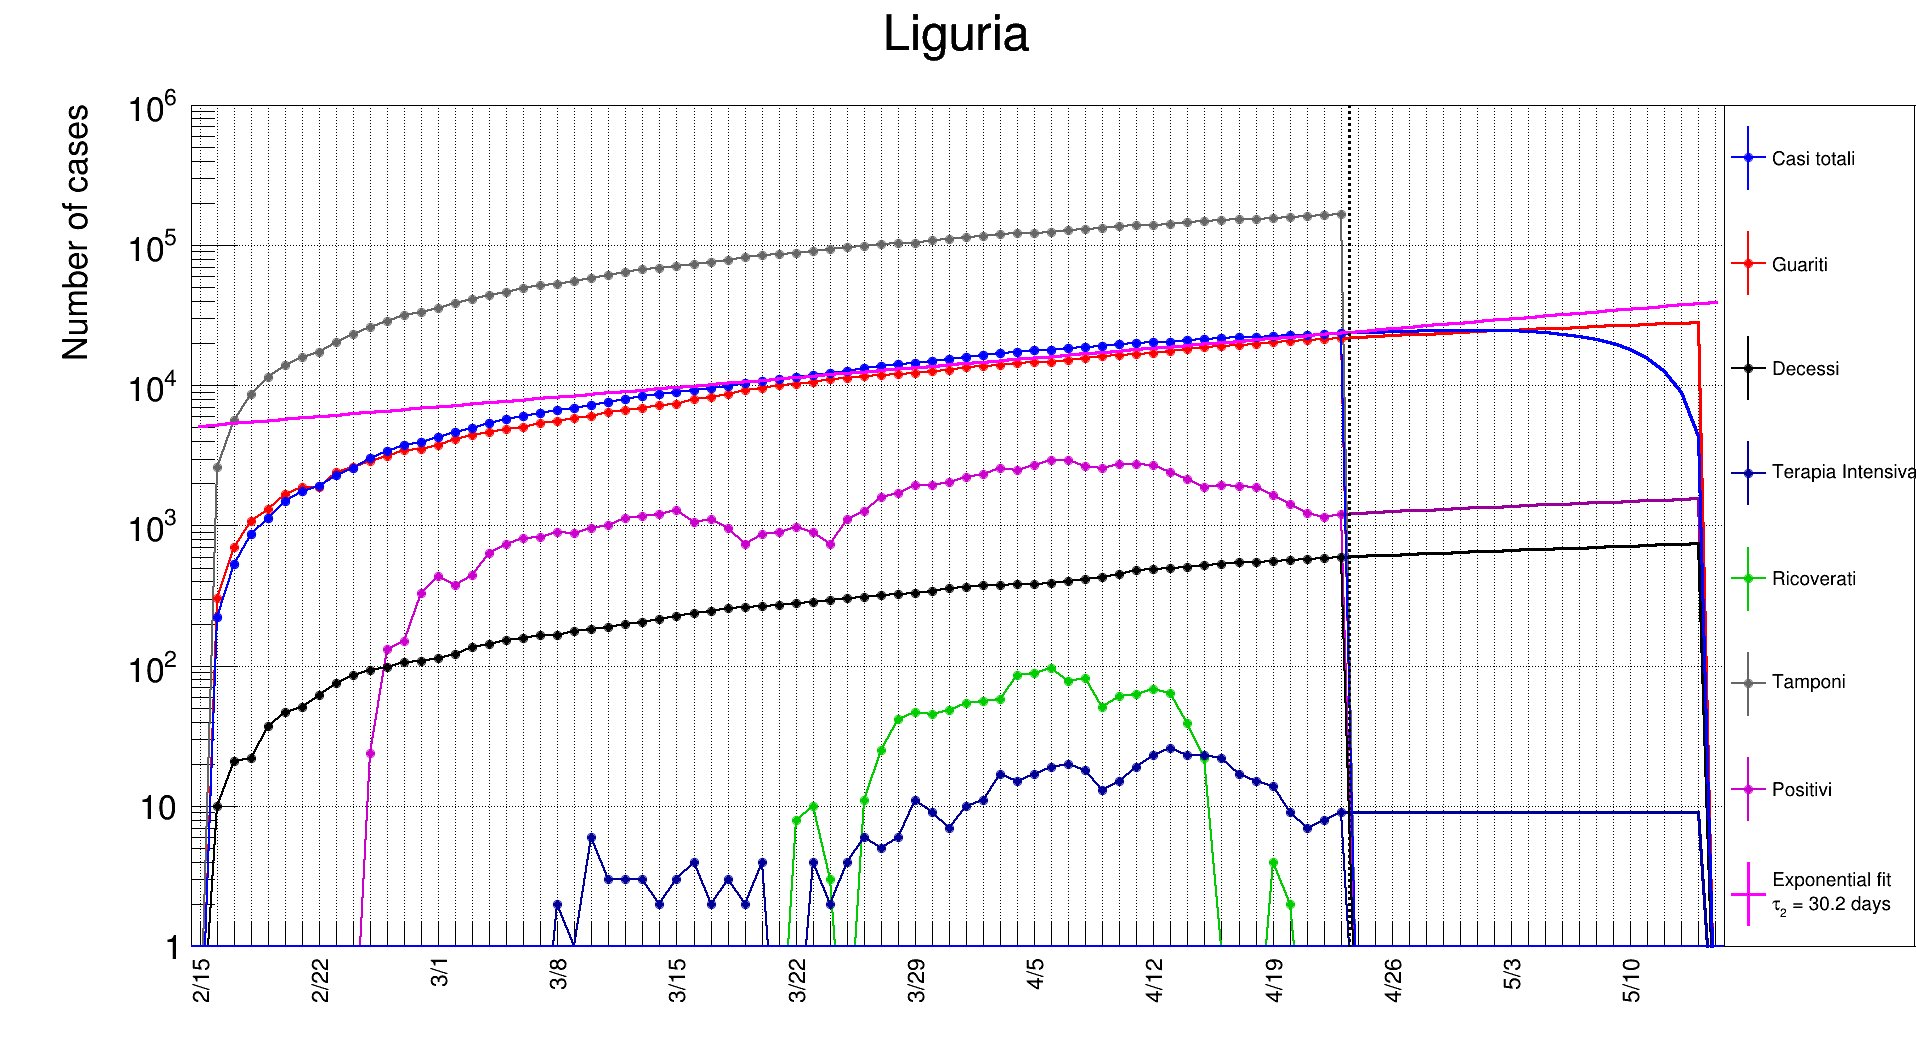 Liguria
Number of cases
10^6
10^5
10^4
10^3
10^2
10
1
2/15
2/22
3/1
3/8
3/15
3/22
3/29
4/5
4/12
4/19
4/26
5/3
5/10
Casi totali
Guariti
Decessi
Terapia Intensiva
Ricoverati
Tamponi
Positivi
Exponential fit
τ₂ = 30.2 days